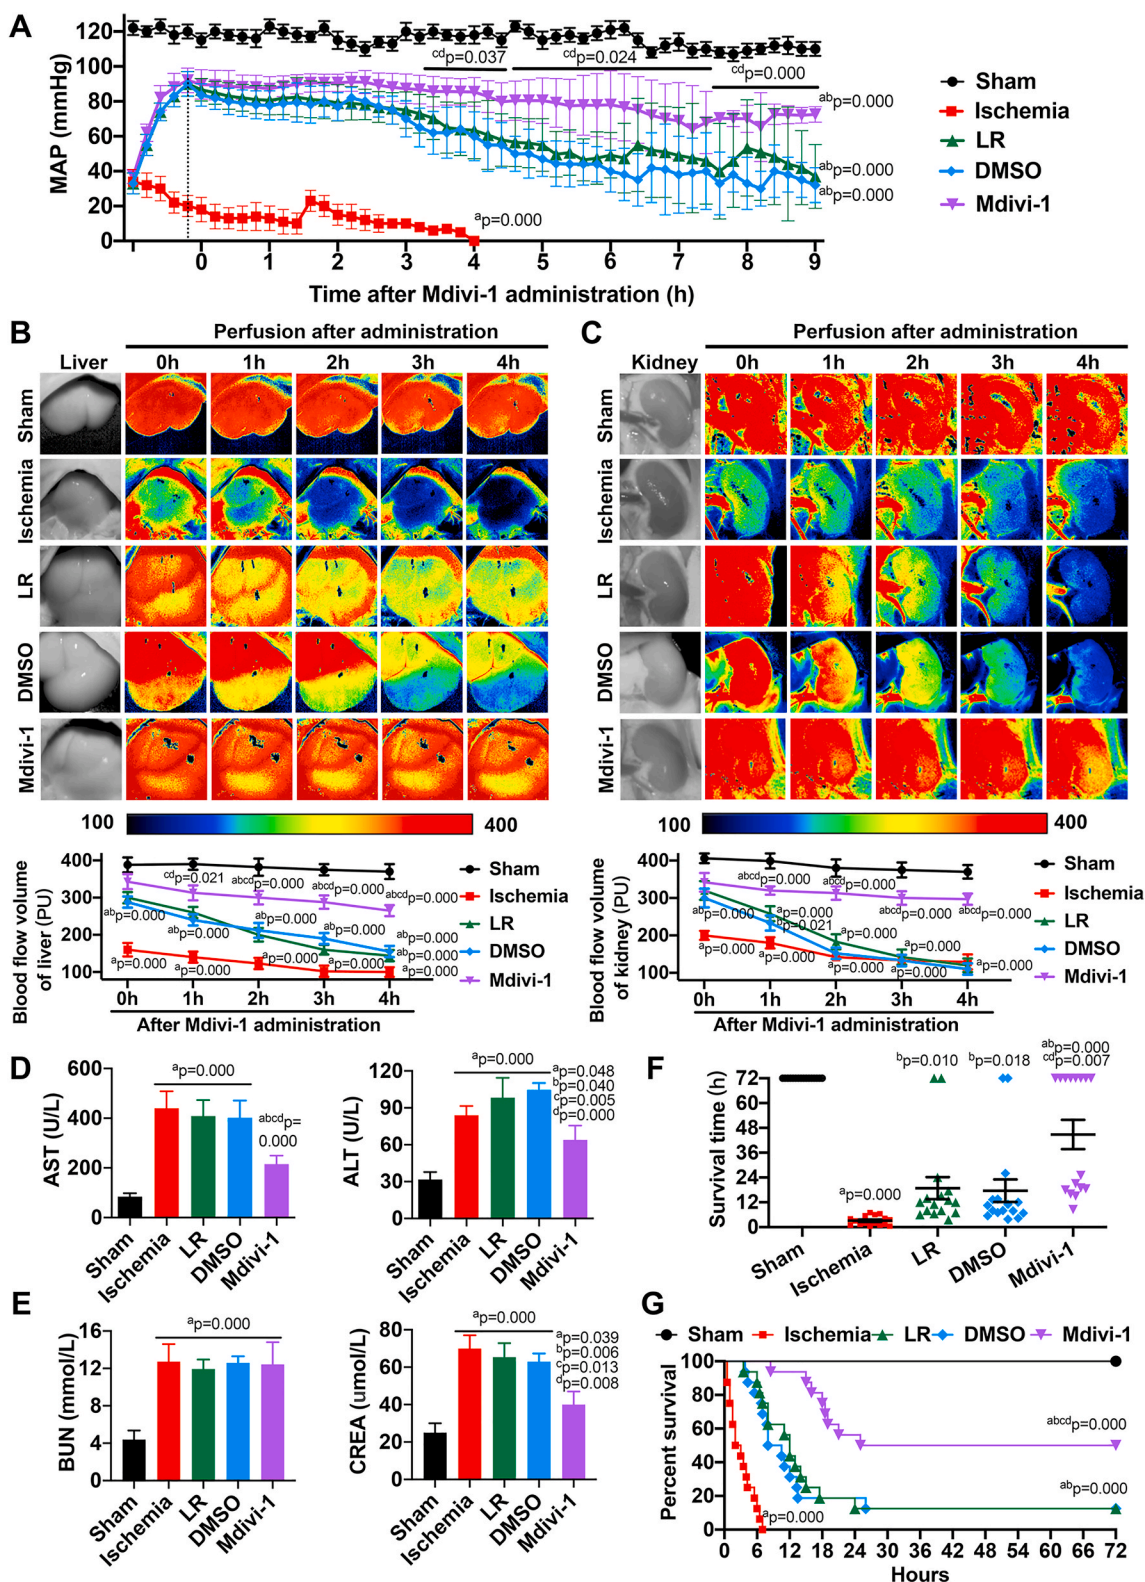 A
MAP (mmHg)
120
100
80
60
40
20
0
cdp=0.037
cdp=0.024
cdp=0.000
abp=0.000
abp=0.000
abp=0.000
ap=0.000
0 1 2 3 4 5 6 7 8 9
Time after Mdivi-1 administration (h)
Sham
Ischemia
LR
DMSO
Mdivi-1
B
Perfusion after administration
Liver 0h 1h 2h 3h 4h
Sham
Ischemia
LR
DMSO
Mdivi-1
100 400
C
Perfusion after administration
Kidney 0h 1h 2h 3h 4h
Sham
Ischemia
LR
DMSO
Mdivi-1
100 400
Blood flow volume
of liver (PU)
400
300
200
100
cdp=0.021
abcdp=0.000
abcdp=0.000
abcdp=0.000
abp=0.000
abp=0.000
abp=0.000
abp=0.000
abp=0.000
abp=0.000
ap=0.000
ap=0.000
ap=0.000
ap=0.000
ap=0.000
0h 1h 2h 3h 4h
After Mdivi-1 administration
Sham
Ischemia
LR
DMSO
Mdivi-1
Blood flow volume
of kidney (PU)
400
300
200
100
abcdp=0.000
abcdp=0.000
abcdp=0.000
abp=0.000
ap=0.000
bp=0.021
ap=0.000
ap=0.000
ap=0.000
ap=0.000
ap=0.000
ap=0.000
ap=0.000
ap=0.000
0h 1h 2h 3h 4h
After Mdivi-1 administration
Sham
Ischemia
LR
DMSO
Mdivi-1
D
AST (U/L)
600
400
200
0
ap=0.000
abcdp=
0.000
Sham
Ischemia
LR
DMSO
Mdivi-1
ALT (U/L)
120
90
60
30
0
ap=0.000
ap=0.048
bp=0.040
cp=0.005
dp=0.000
Sham
Ischemia
LR
DMSO
Mdivi-1
E
BUN (mmol/L)
16
12
8
4
0
ap=0.000
Sham
Ischemia
LR
DMSO
Mdivi-1
CREA (umol/L)
80
60
40
20
0
ap=0.000
ap=0.039
bp=0.006
cp=0.013
dp=0.008
Sham
Ischemia
LR
DMSO
Mdivi-1
F
Survival time (h)
72
60
48
36
24
12
0
ap=0.000
bp=0.010
bp=0.018
abp=0.000
cdp=0.007
Sham
Ischemia
LR
DMSO
Mdivi-1
G
Sham Ischemia LR DMSO Mdivi-1
Percent survival
100
80
60
40
20
0
abcdp=0.000
abp=0.000
ap=0.000
0 6 12 18 24 30 36 42 48 54 60 66 72
Hours